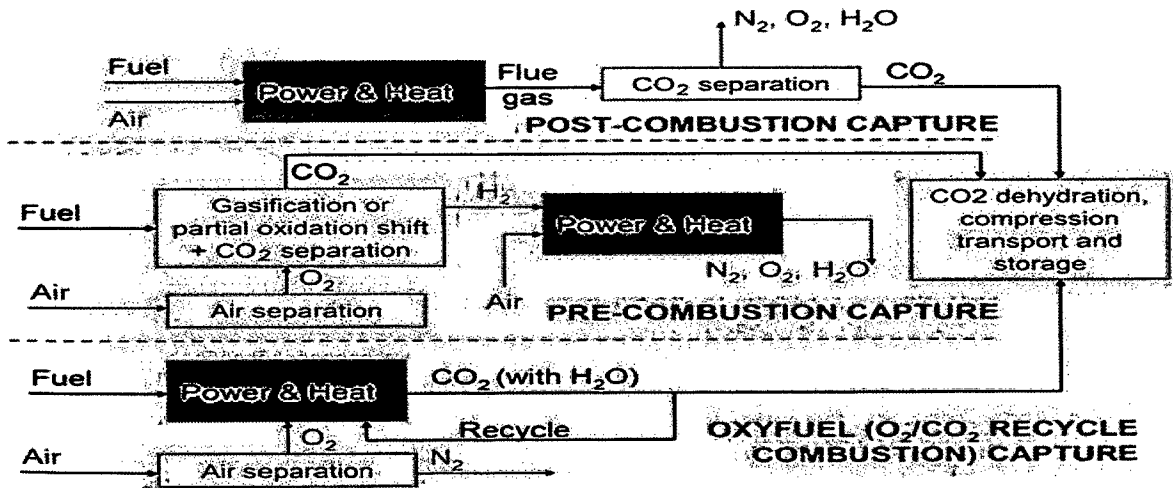 N₂, O₂, H₂O
Fuel
Power & Heat
Flue
gas
CO₂ separation
CO₂
Air
POST-COMBUSTION CAPTURE
CO₂
Fuel
Gasification or
partial oxidation shift
+ CO₂ separation
H₂
Power & Heat
CO2 dehydration,
compression
transport and
storage
O₂
N₂, O₂, H₂O
Air
Air separation
Air
PRE-COMBUSTION CAPTURE
Fuel
Power & Heat
CO₂ (with H₂O)
O₂
Recycle
OXYFUEL (O₂/CO₂ RECYCLE
COMBUSTION) CAPTURE
Air
Air separation
N₂